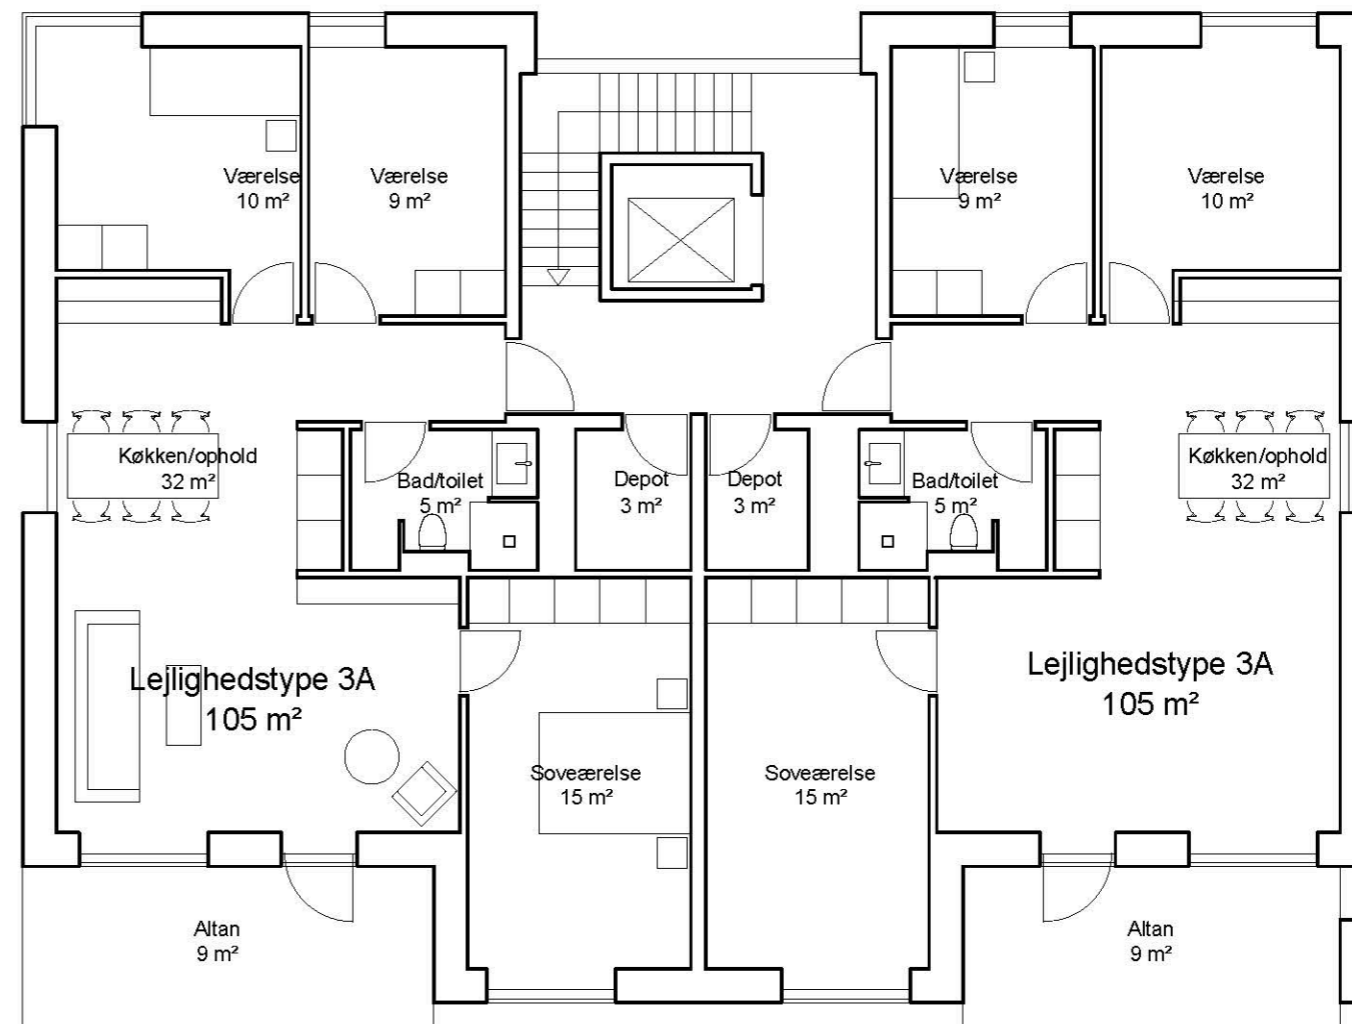 Værelse
10 m²
Værelse
9 m²
Værelse
9 m²
Værelse
10 m²
Køkken/ophold
32 m²
Bad/toilet
5 m²
Depot
3 m²
Depot
3 m²
Bad/toilet
5 m²
Køkken/ophold
32 m²
Lejlighedstype 3A
105 m²
Lejlighedstype 3A
105 m²
Soveærelse
15 m²
Soveærelse
15 m²
Altan
9 m²
Altan
9 m²